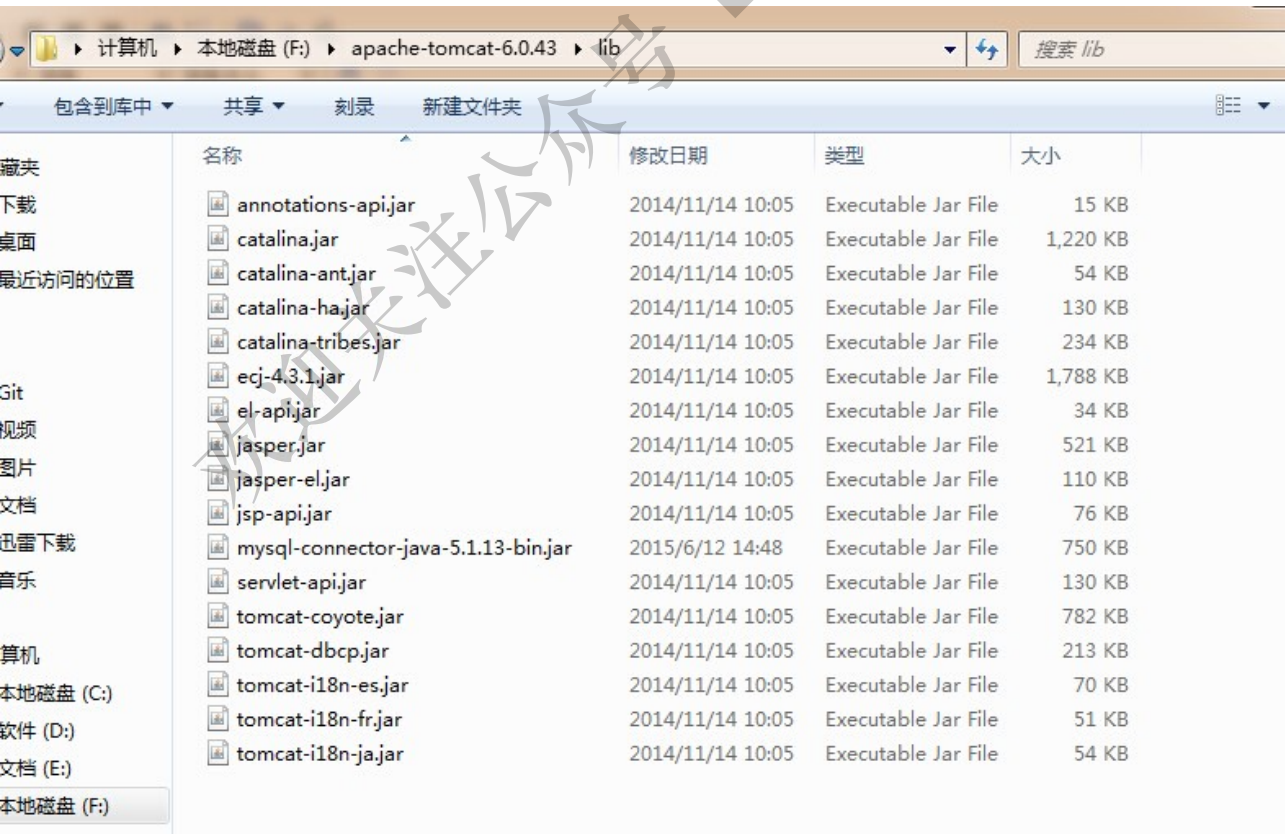 计算机 本地磁盘 (F:) apache-tomcat-6.0.43 lib 搜索 lib
包含到库中 共享 刻录 新建文件夹
名称 修改日期 类型 大小
annotations-api.jar 2014/11/14 10:05 Executable Jar File 15 KB
catalina.jar 2014/11/14 10:05 Executable Jar File 1,220 KB
catalina-ant.jar 2014/11/14 10:05 Executable Jar File 54 KB
catalina-ha.jar 2014/11/14 10:05 Executable Jar File 130 KB
catalina-tribes.jar 2014/11/14 10:05 Executable Jar File 234 KB
ecj-4.3.1.jar 2014/11/14 10:05 Executable Jar File 1,788 KB
el-api.jar 2014/11/14 10:05 Executable Jar File 34 KB
jasper.jar 2014/11/14 10:05 Executable Jar File 521 KB
jasper-el.jar 2014/11/14 10:05 Executable Jar File 110 KB
jsp-api.jar 2014/11/14 10:05 Executable Jar File 76 KB
mysql-connector-java-5.1.13-bin.jar 2015/6/12 14:48 Executable Jar File 750 KB
servlet-api.jar 2014/11/14 10:05 Executable Jar File 130 KB
tomcat-coyote.jar 2014/11/14 10:05 Executable Jar File 782 KB
tomcat-dbcp.jar 2014/11/14 10:05 Executable Jar File 213 KB
tomcat-i18n-es.jar 2014/11/14 10:05 Executable Jar File 70 KB
tomcat-i18n-fr.jar 2014/11/14 10:05 Executable Jar File 51 KB
tomcat-i18n-ja.jar 2014/11/14 10:05 Executable Jar File 54 KB
藏夹
下载
桌面
最近访问的位置
Git
视频
图片
文档
迅雷下载
音乐
算机
本地磁盘 (C:)
软件 (D:)
文档 (E:)
本地磁盘 (F:)
欢迎关注公众号